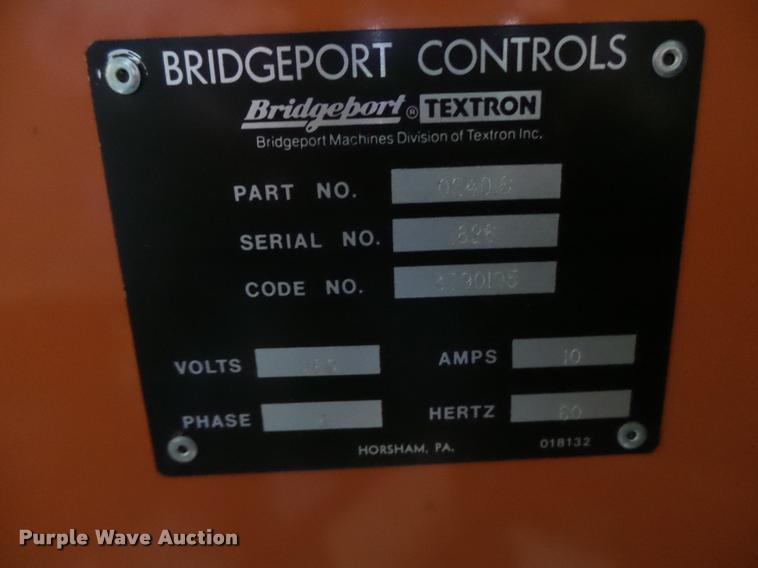 BRIDGEPORT CONTROLS
Bridgeport® TEXTRON
Bridgeport Machines Division of Textron Inc.
PART NO.
SERIAL NO.
CODE NO.
VOLTS AMPS 10
PHASE HERTZ 60
HORSHAM, PA. 018132
Purple Wave Auction